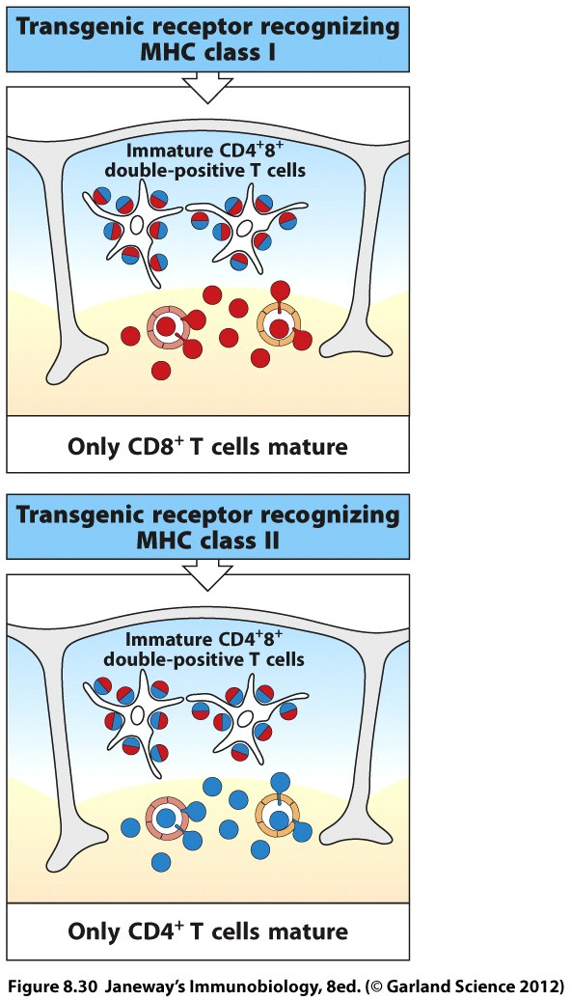 Transgenic receptor recognizing
MHC class I
Immature CD4⁺8⁺
double-positive T cells
Only CD8⁺ T cells mature
Transgenic receptor recognizing
MHC class II
Immature CD4⁺8⁺
double-positive T cells
Only CD4⁺ T cells mature
Figure 8.30 Janeway’s Immunobiology, 8ed. (© Garland Science 2012)